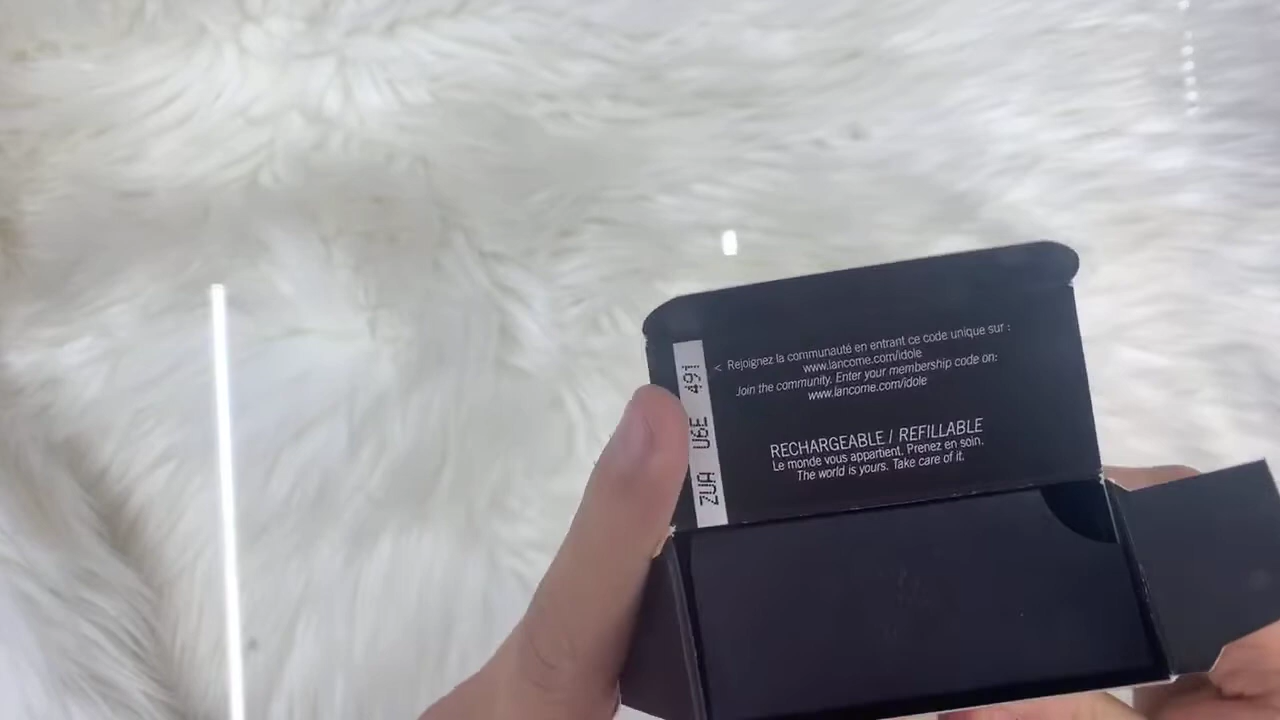 < Rejoignez la communauté en entrant ce code unique sur :
www.lancome.com/idole
Join the community. Enter your membership code on:
www.lancome.com/idole
RECHARGEABLE / REFILLABLE
Le monde vous appartient. Prenez en soin.
The world is yours. Take care of it.
ZUA U6E 491